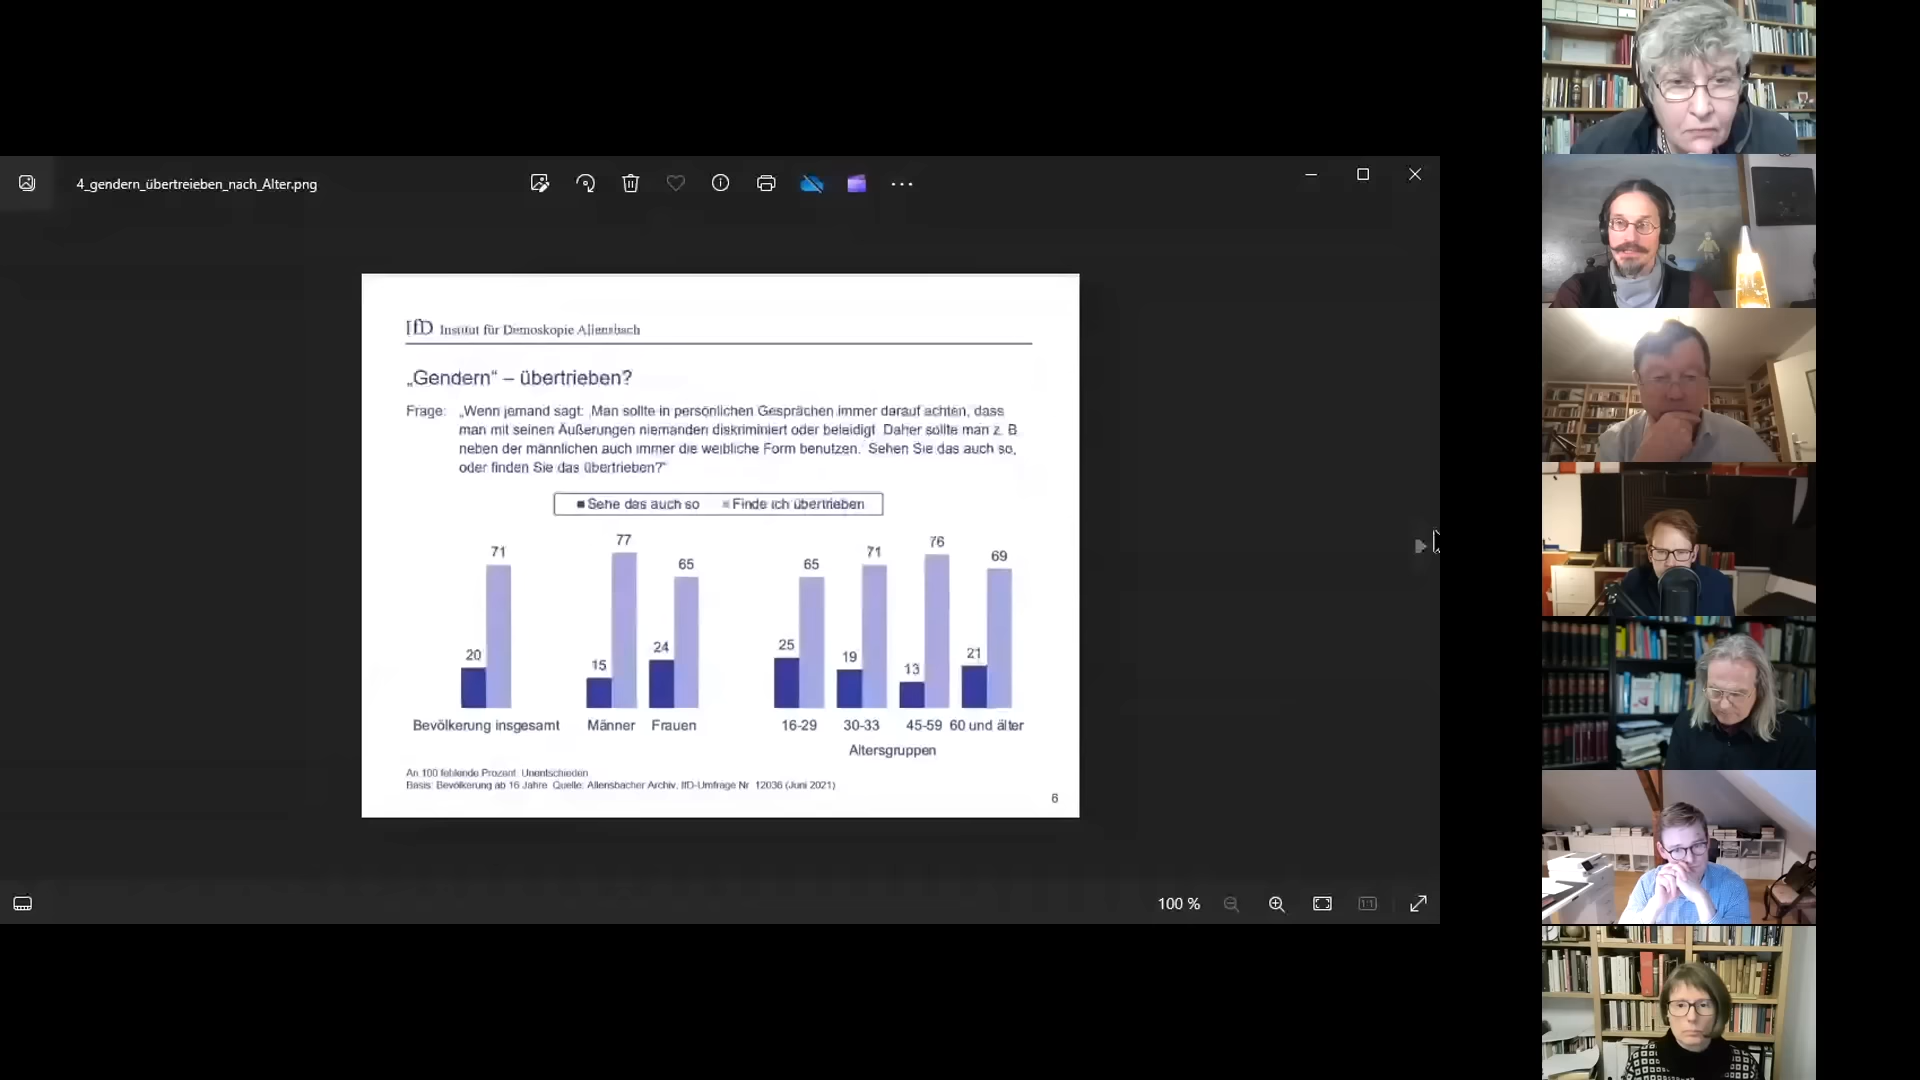 4_gendern_übertreieben_nach_Alter.png
IfD Institut für Demoskopie Allensbach
„Gendern“ – übertrieben?
Frage: „Wenn jemand sagt: ‚Man sollte in persönlichen Gesprächen immer darauf achten, dass
man mit seinen Äußerungen niemanden diskriminiert oder beleidigt. Daher sollte man z. B.
neben der männlichen auch immer die weibliche Form benutzen.‘ Sehen Sie das auch so,
oder finden Sie das übertrieben?“
Sehe das auch so Finde ich übertrieben
71 77 65 65 71 76 69
20 15 24 25 19 13 21
Bevölkerung insgesamt Männer Frauen 16-29 30-33 45-59 60 und älter
Altersgruppen
An 100 fehlende Prozent: Unentschieden
Basis: Bevölkerung ab 16 Jahre. Quelle: Allensbacher Archiv, IfD-Umfrage Nr. 12036 (Juni 2021)
6
100 %
1:1